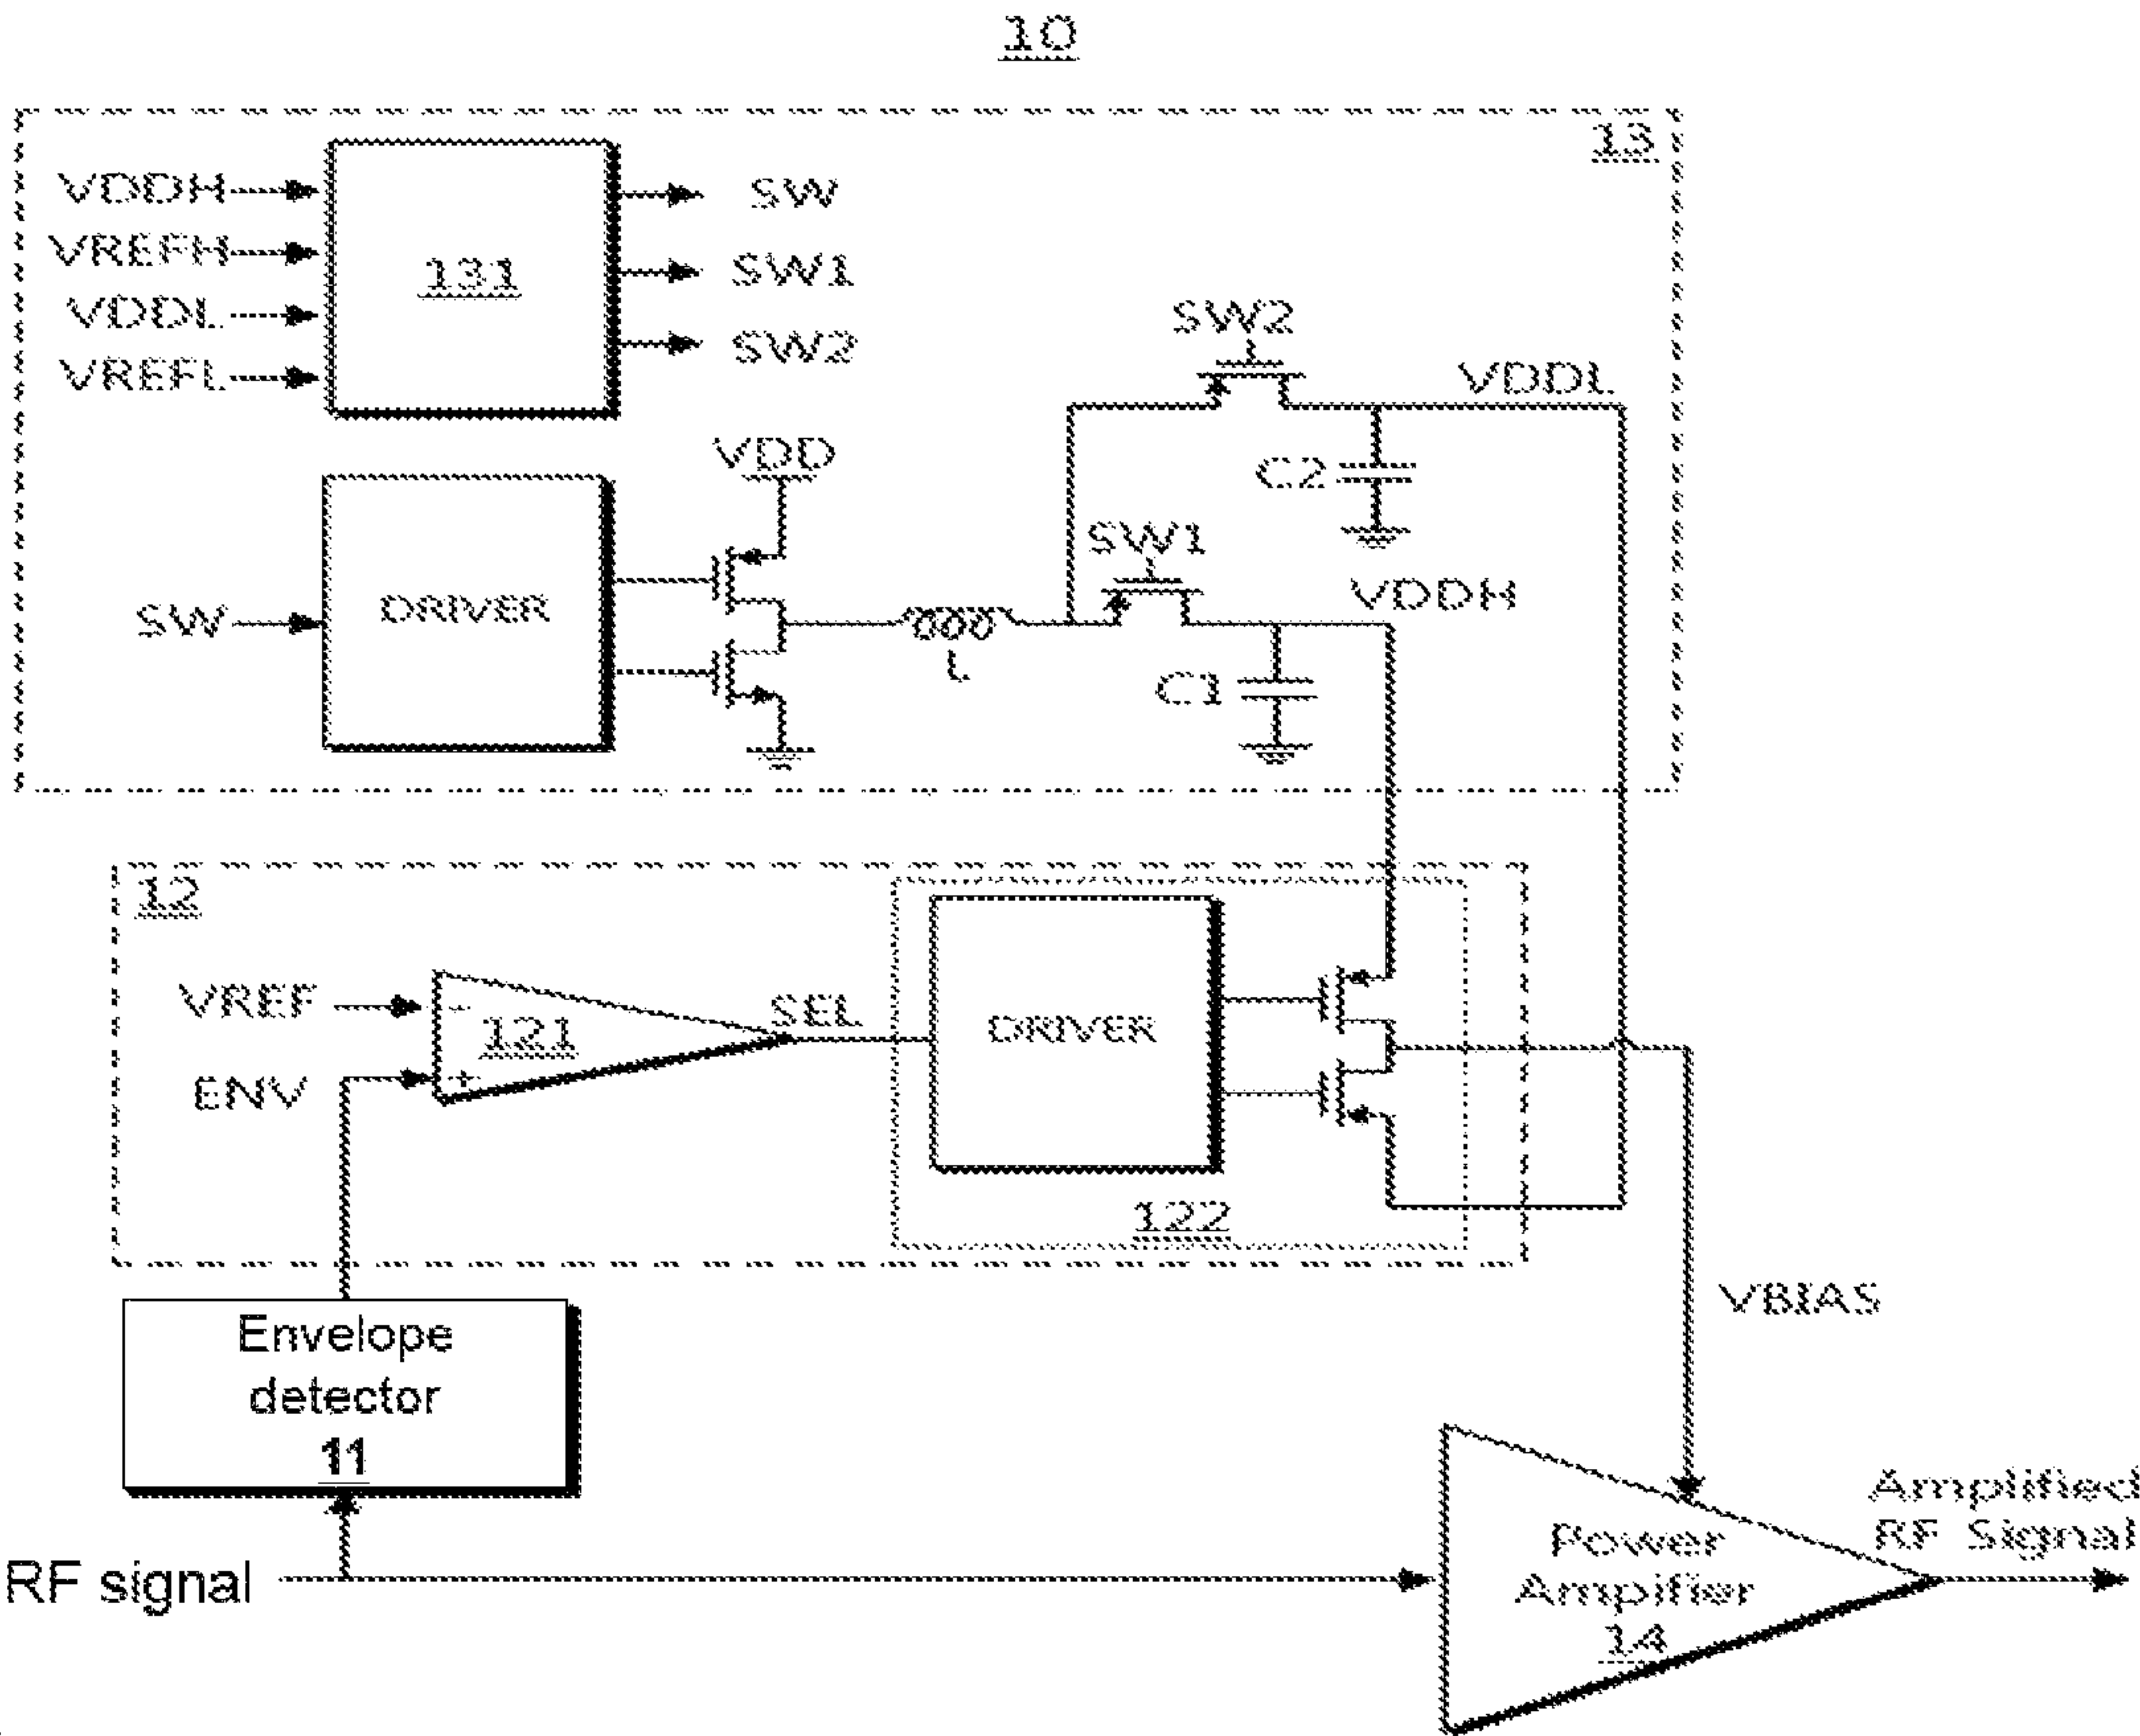 10
13
VDDH
VREFH
VDDL
VREFL
131
SW
SW1
SW2
SW2
VDDL
C2
VDD
SW1
VDDH
SW
DRIVER
L
C1
12
VREF
-
121
ENV
+
SEL
DRIVER
122
VBIAS
Envelope
detector
11
RF signal
Power
Ampifier
14
Amplified
RF Signal